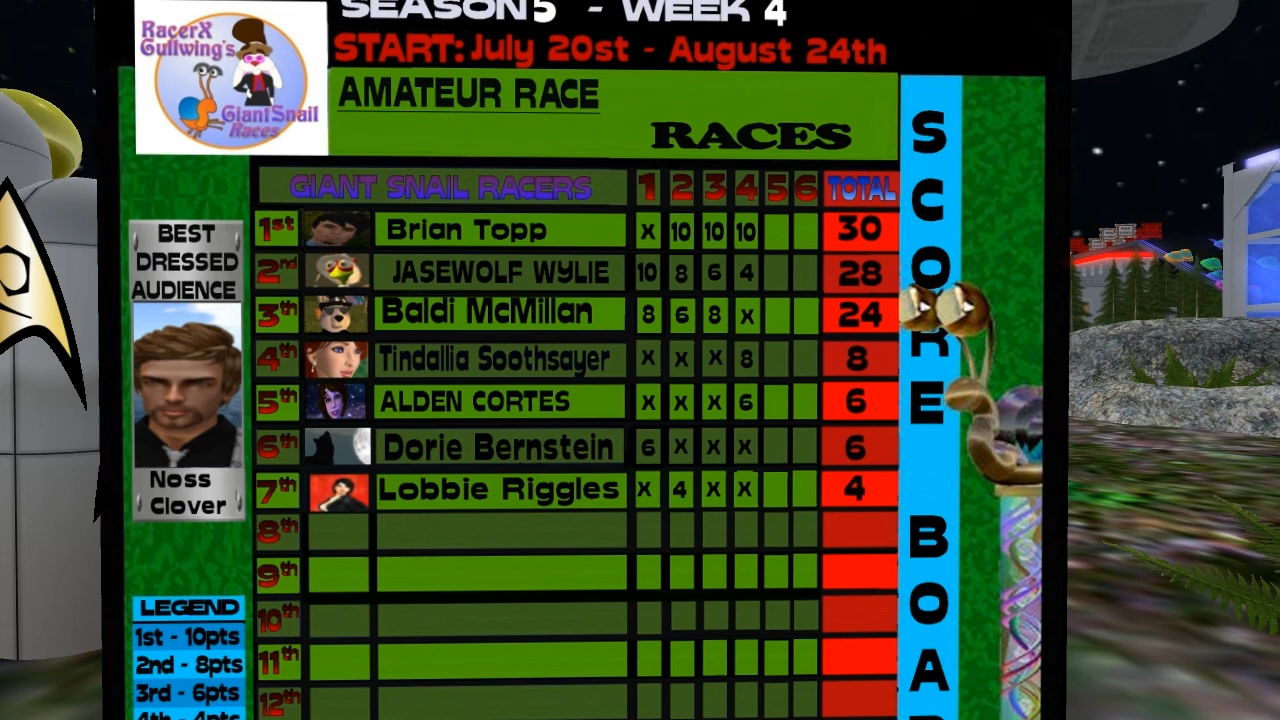 SEASON 5 - WEEK 4
START: July 20st - August 24th
RacerX
Gullwing's
Giant Snail
Races
AMATEUR RACE
RACES
GIANT SNAIL RACERS 1 2 3 4 5 6 TOTAL
1st Brian Topp X 10 10 10 30
2nd JASEWOLF WYLIE 10 8 6 4 28
3th Baldi McMillan 8 6 8 X 24
4th Tindallia Soothsayer X X X 8 8
5th ALDEN CORTES X X X 6 6
6th Dorie Bernstein 6 X X X 6
7th Lobbie Riggles X 4 X X 4
8th
9th
10th
11th
12th
BEST
DRESSED
AUDIENCE
Noss
Clover
LEGEND
1st - 10pts
2nd - 8pts
3rd - 6pts
4th - 4pts
SCORE BOAR